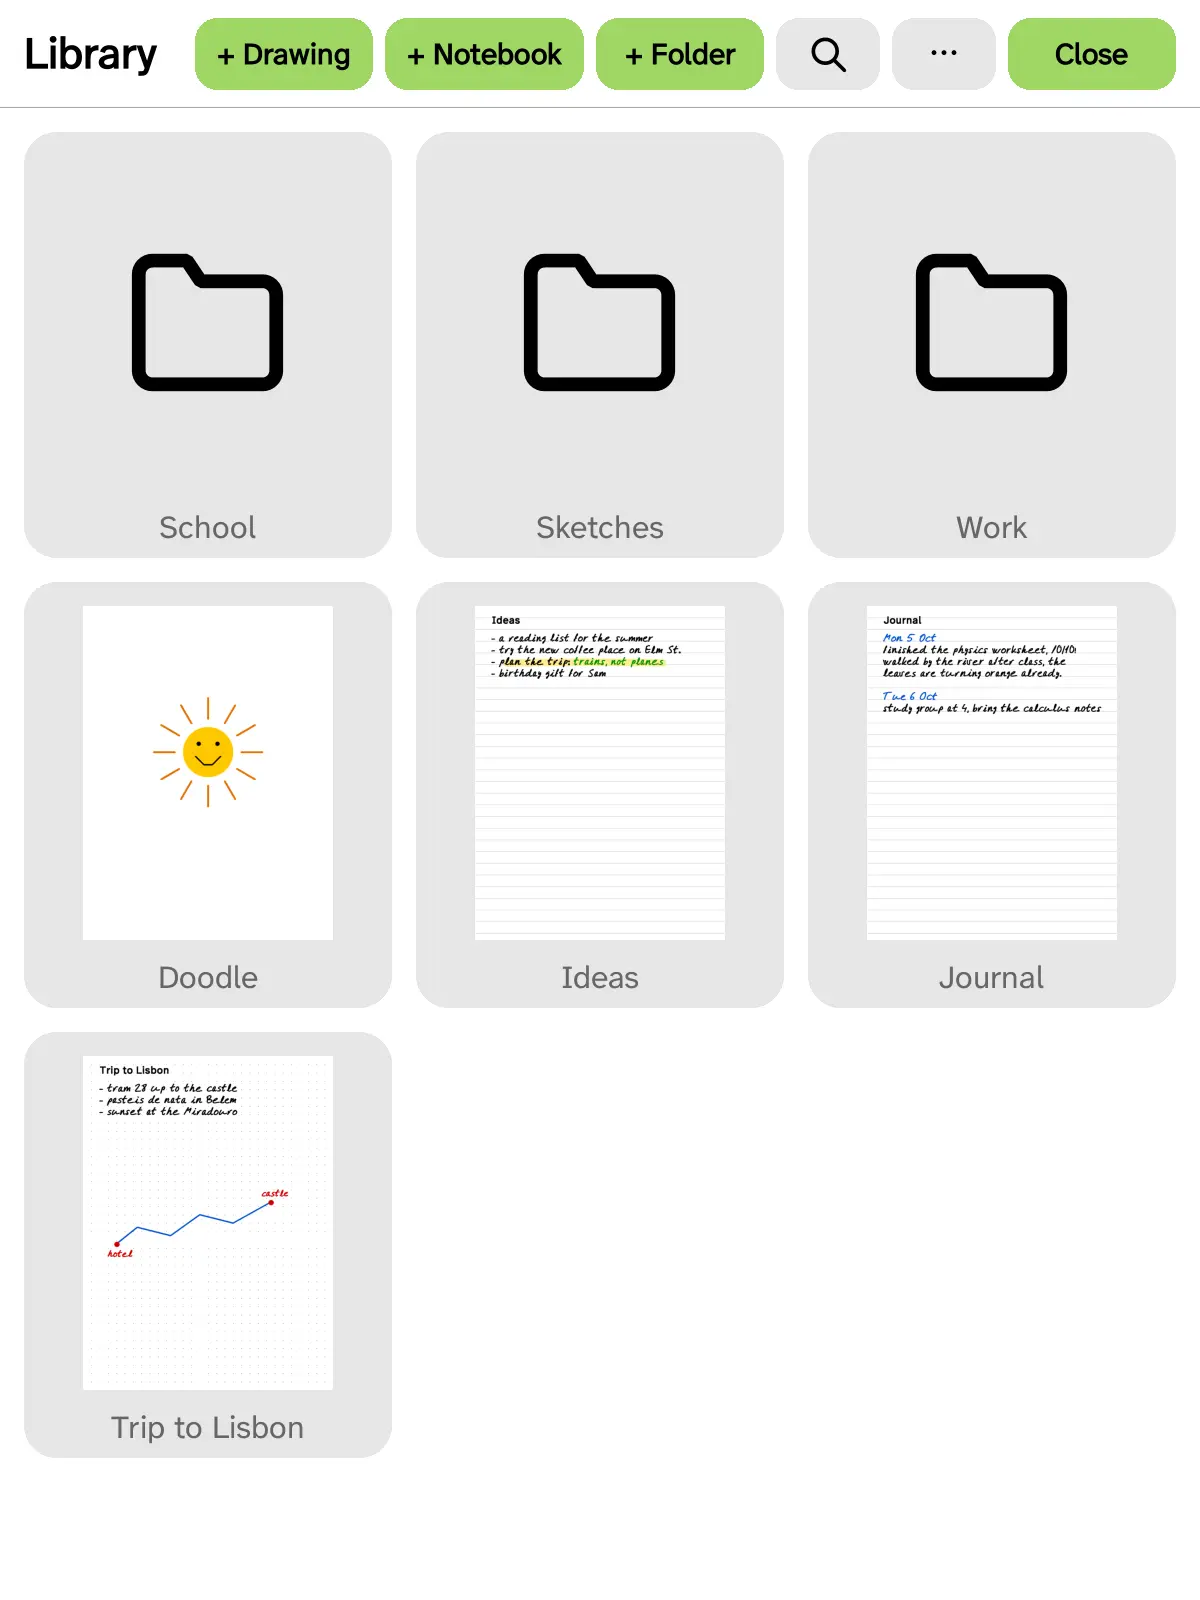 Library
+ Drawing
+ Notebook
+ Folder
...
Close
School
Sketches
Work
Ideas
- a reading list for the summer
- try the new coffee place on Elm St.
- plan the trip: trains, not planes
- birthday gift for Sam
Journal
Mon 5 Oct
finished the physics worksheet, 10/10!
walked by the river after class, the
leaves are turning orange already.
Tue 6 Oct
study group at 4, bring the calculus notes
Doodle
Ideas
Journal
Trip to Lisbon
- tram 28 up to the castle
- pasteis de nata in Belem
- sunset at the Miradouro
castle
hotel
Trip to Lisbon